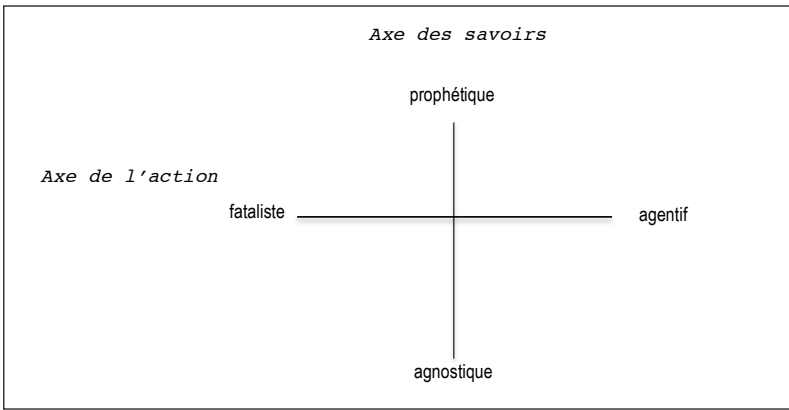 Axe des savoirs
prophétique
Axe de l'action
fataliste
agentif
agnostique